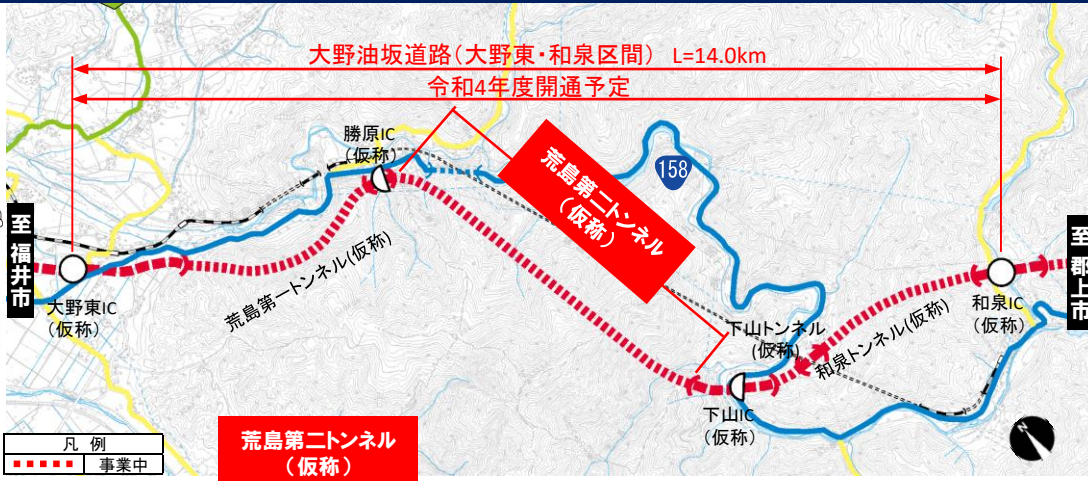 大野油坂道路(大野東・和泉区間) L=14.0km
令和4年度開通予定
勝原IC
(仮称)
158
荒島第二トンネル
(仮称)
至福井市
至郡上市
大野東IC
(仮称)
荒島第一トンネル(仮称)
下山トンネル
(仮称)
和泉トンネル(仮称)
和泉IC
(仮称)
下山IC
(仮称)
荒島第二トンネル
(仮称)
凡 例
事業中
N